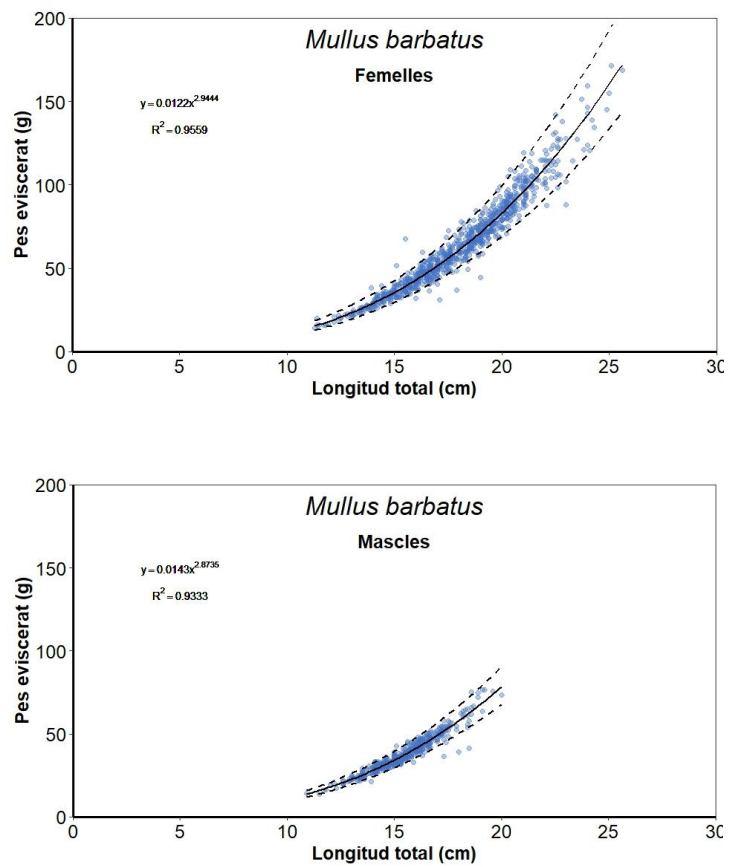 Mullus barbatus
Femelles
y = 0.0122x^2.9444
R^2 = 0.9559
200
150
100
50
0
Pes eviscerat (g)
0 5 10 15 20 25 30
Longitud total (cm)
Mullus barbatus
Mascles
y = 0.0143x^2.8735
R^2 = 0.9333
200
150
100
50
0
Pes eviscerat (g)
0 5 10 15 20 25 30
Longitud total (cm)